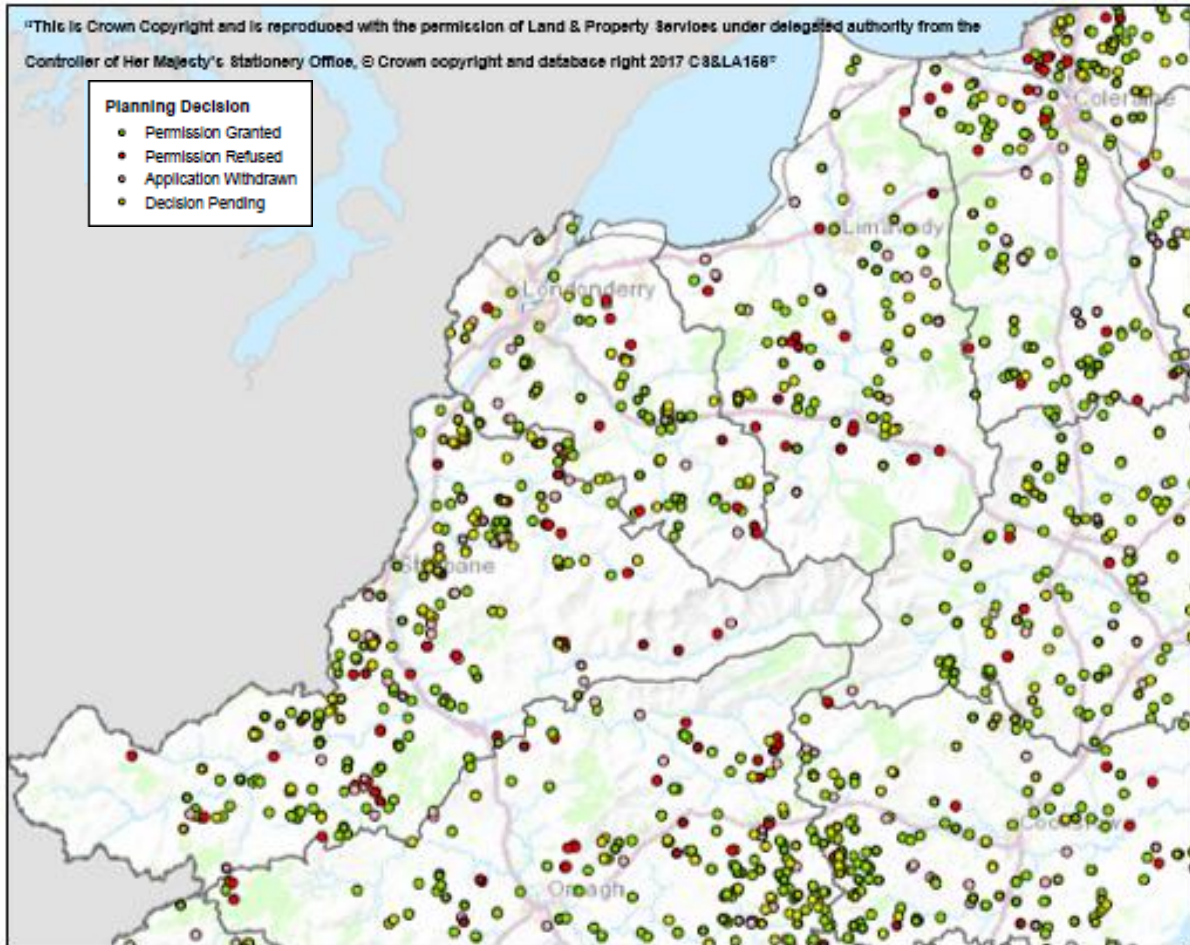 "This is Crown Copyright and is reproduced with the permission of Land & Property Services under delegated authority from the
Controller of Her Majesty's Stationery Office, © Crown copyright and database right 2017 CS&LA156"
Planning Decision
Permission Granted
Permission Refused
Application Withdrawn
Decision Pending
Coleraine
Limavady
Londonderry
Strabane
Cookstown
Omagh